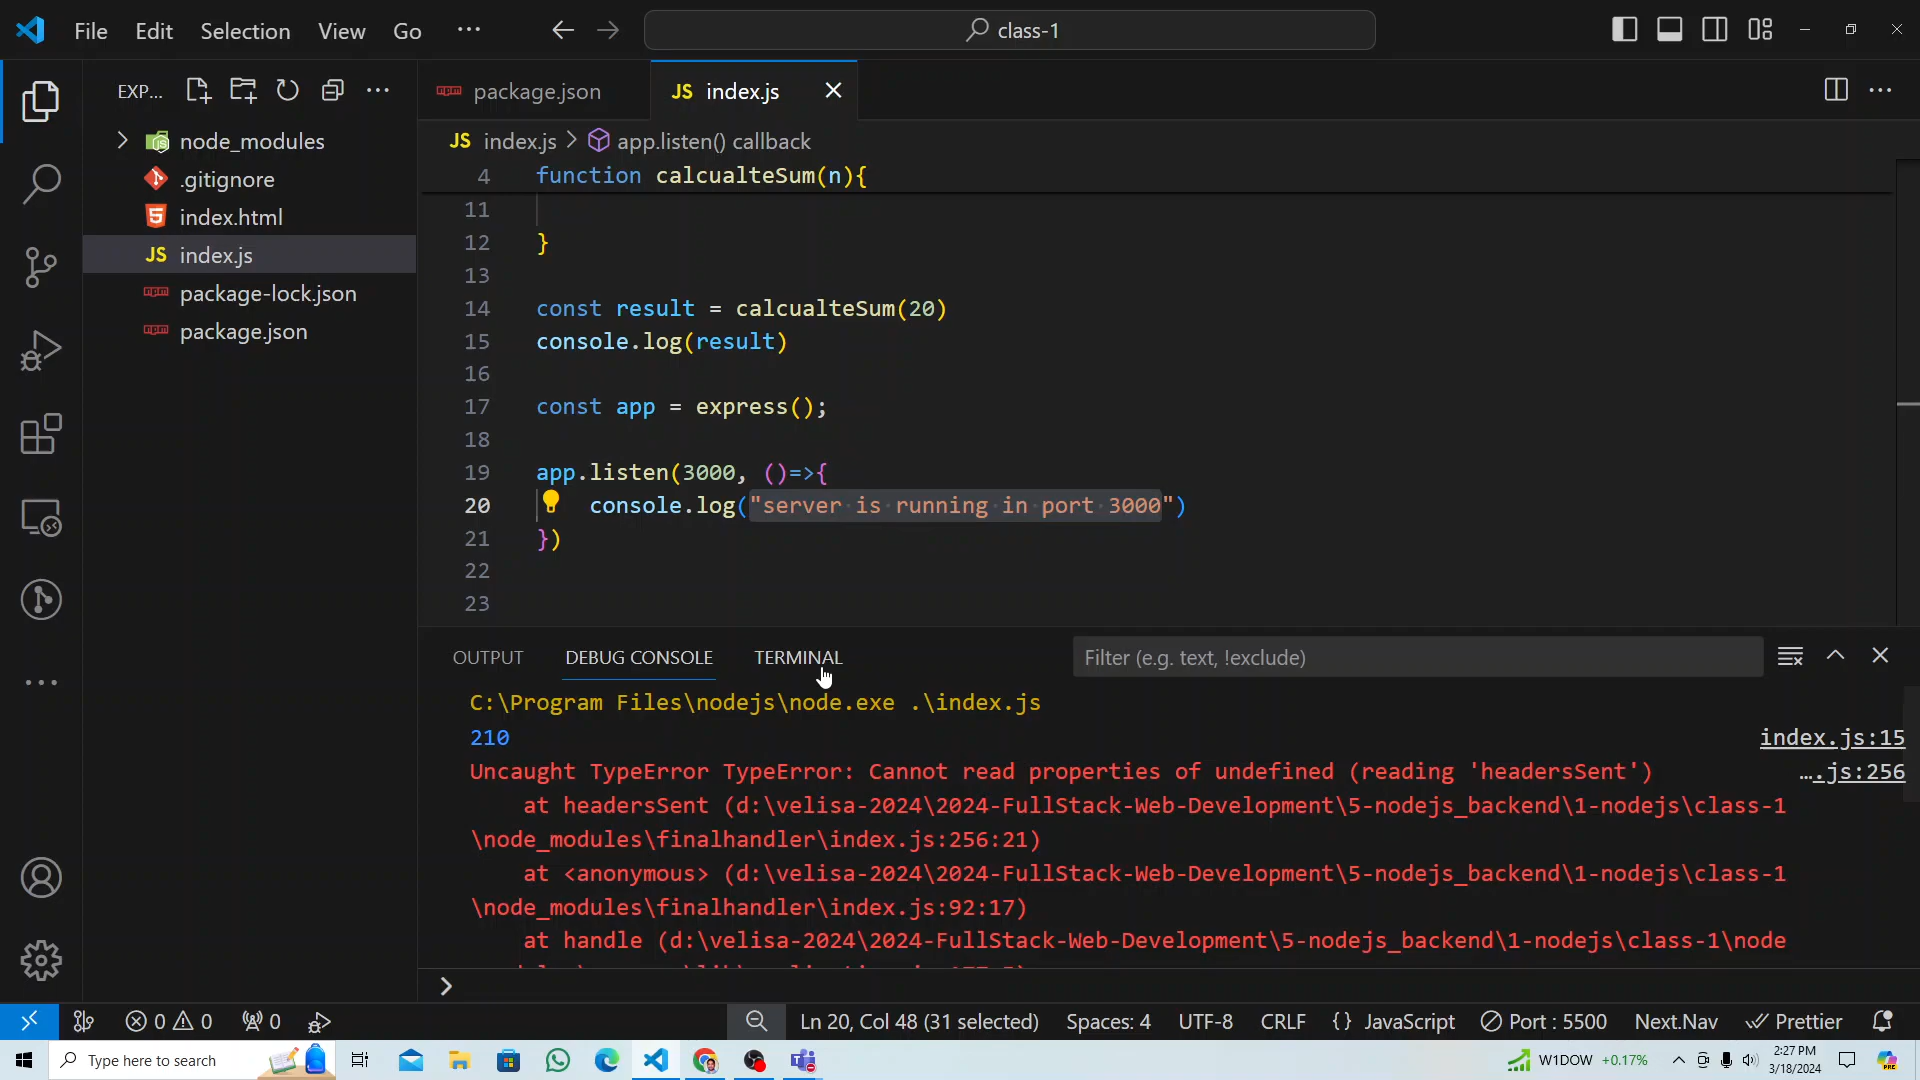 File Edit Selection View Go ··· class-1
EXP... package.json JS index.js
node_modules JS index.js > app.listen() callback
.gitignore
index.html
JS index.js
package-lock.json
package.json
4 function calcualteSum(n){
11
12 }
13
14 const result = calcualteSum(20)
15 console.log(result)
16
17 const app = express();
18
19 app.listen(3000, ()=>{
20 console.log("server is running in port 3000")
21 })
22
23
OUTPUT DEBUG CONSOLE TERMINAL Filter (e.g. text, !exclude)
C:\Program Files\nodejs\node.exe .\index.js
210 index.js:15
Uncaught TypeError TypeError: Cannot read properties of undefined (reading 'headersSent') ….js:256
at headersSent (d:\velisa-2024\2024-FullStack-Web-Development\5-nodejs_backend\1-nodejs\class-1
\node_modules\finalhandler\index.js:256:21)
at <anonymous> (d:\velisa-2024\2024-FullStack-Web-Development\5-nodejs_backend\1-nodejs\class-1
\node_modules\finalhandler\index.js:92:17)
at handle (d:\velisa-2024\2024-FullStack-Web-Development\5-nodejs_backend\1-nodejs\class-1\node
0 0 0 Ln 20, Col 48 (31 selected) Spaces: 4 UTF-8 CRLF {} JavaScript Port : 5500 Next.Nav Prettier
Type here to search W1DOW +0.17% 2:27 PM
3/18/2024